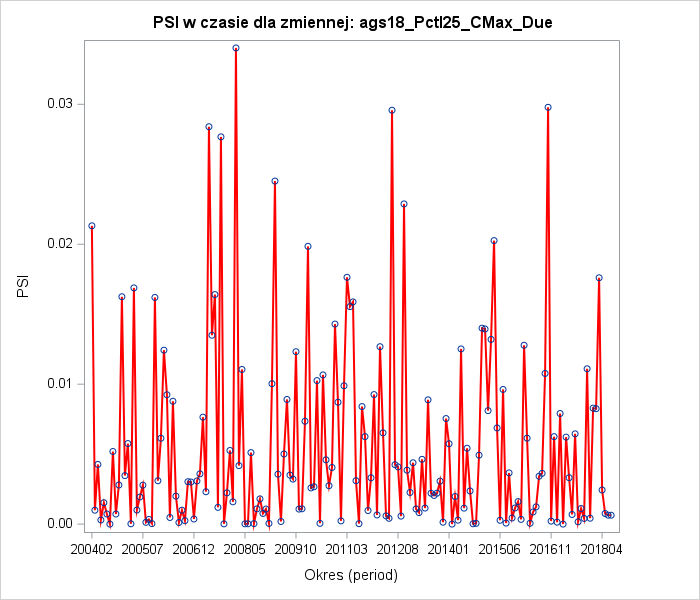 PSI w czasie dla zmiennej: ags18_Pctl25_CMax_Due
0.03
0.02
0.01
0.00
PSI
200402 200507 200612 200805 200910 201103 201208 201401 201506 201611 201804
Okres (period)